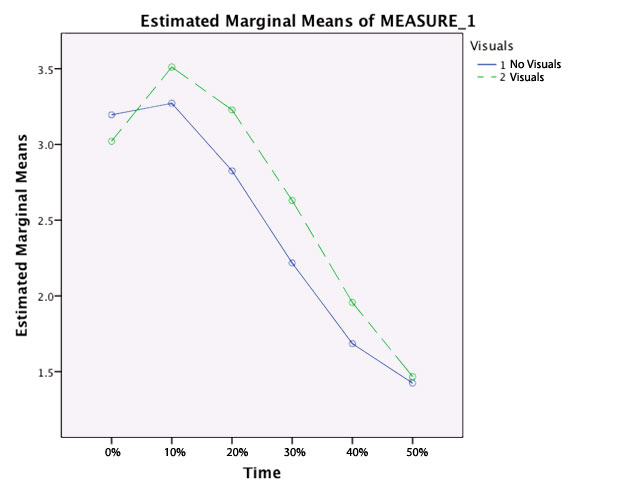 Estimated Marginal Means of MEASURE_1
Visuals
1 No Visuals
2 Visuals
Estimated Marginal Means
3.5
3.0
2.5
2.0
1.5
0% 10% 20% 30% 40% 50%
Time